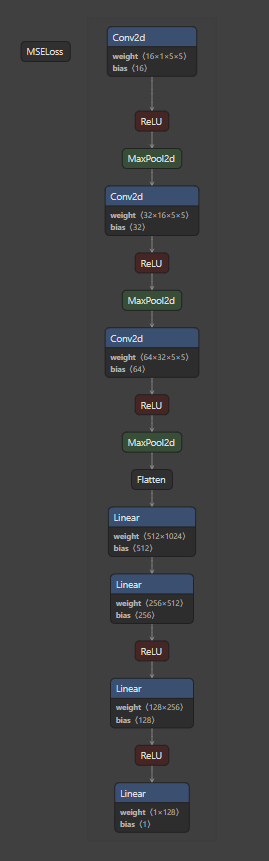 MSELoss
Conv2d
weight ⟨16×1×5×5⟩
bias ⟨16⟩
ReLU
MaxPool2d
Conv2d
weight ⟨32×16×5×5⟩
bias ⟨32⟩
ReLU
MaxPool2d
Conv2d
weight ⟨64×32×5×5⟩
bias ⟨64⟩
ReLU
MaxPool2d
Flatten
Linear
weight ⟨512×1024⟩
bias ⟨512⟩
Linear
weight ⟨256×512⟩
bias ⟨256⟩
ReLU
Linear
weight ⟨128×256⟩
bias ⟨128⟩
ReLU
Linear
weight ⟨1×128⟩
bias ⟨1⟩